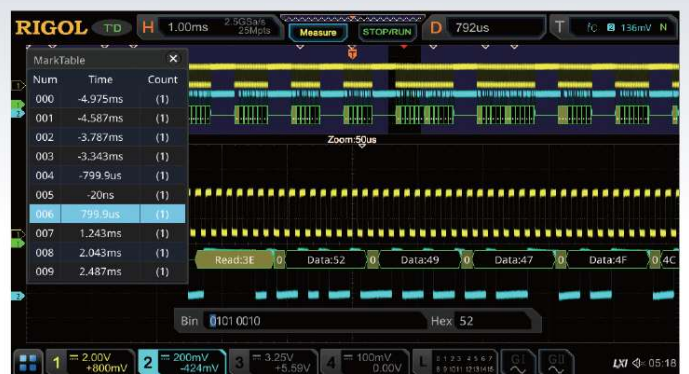 RIGOL T'D H 1.00ms 2.5GSa/s 25Mpts Measure STOP/RUN D 792us T 2 136mV N
T
MarkTable ×
Num Time Count
000 -4.975ms (1)
001 -4.587ms (1)
002 -3.787ms (1)
003 -3.343ms (1)
004 -799.9us (1)
005 -20ns (1)
006 799.9us (1)
007 1.243ms (1)
008 2.043ms (1)
009 2.487ms (1)
Zoom:50us
Read:3E 0 Data:52 0 Data:49 0 Data:47 0 Data:4F 0 4C
Bin 0101 0010 Hex 52
1 2.00V +800mV 2 200mV -424mV 3 3.25V +5.59V 4 100mV 0.00V L GI GII LXI 05:18